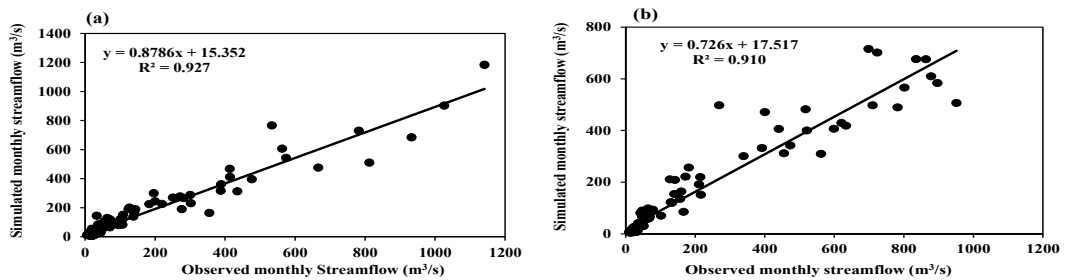 (a)
y = 0.8786x + 15.352
R² = 0.927
Simulated monthly streamflow (m³/s)
1400
1200
1000
800
600
400
200
0
0 200 400 600 800 1000 1200
Observed monthly Streamflow (m³/s)
(b)
y = 0.726x + 17.517
R² = 0.910
Simulated monthly streamflow (m³/s)
800
600
400
200
0
0 200 400 600 800 1000 1200
Observed monthly streamflow (m³/s)